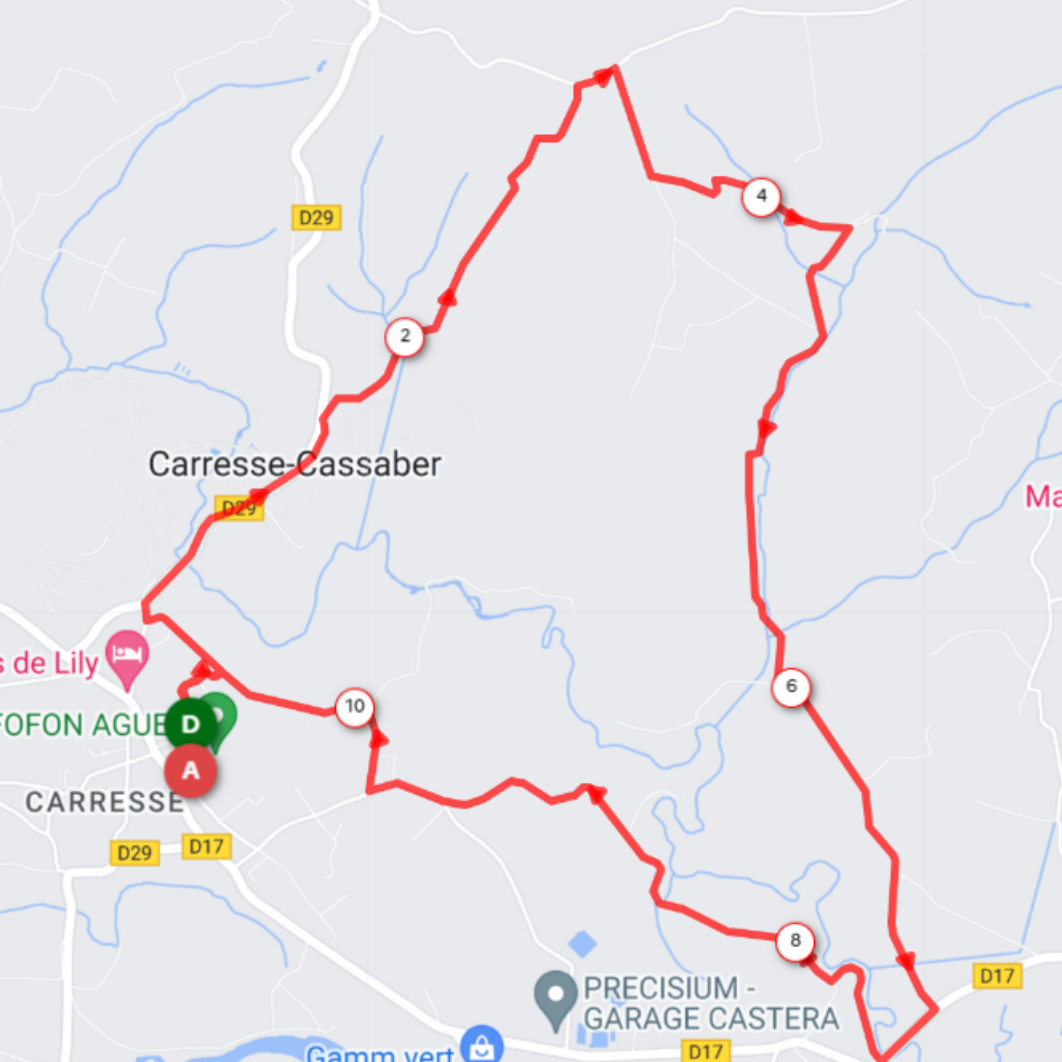 4
D29
2
Carresse-Cassaber
Ma
D29
s de Lily
6
10
FOFON AGUE
D
A
CARRESSE
D29
D17
8
D17
PRECISIUM -
GARAGE CASTERA
Gamm vert
D17